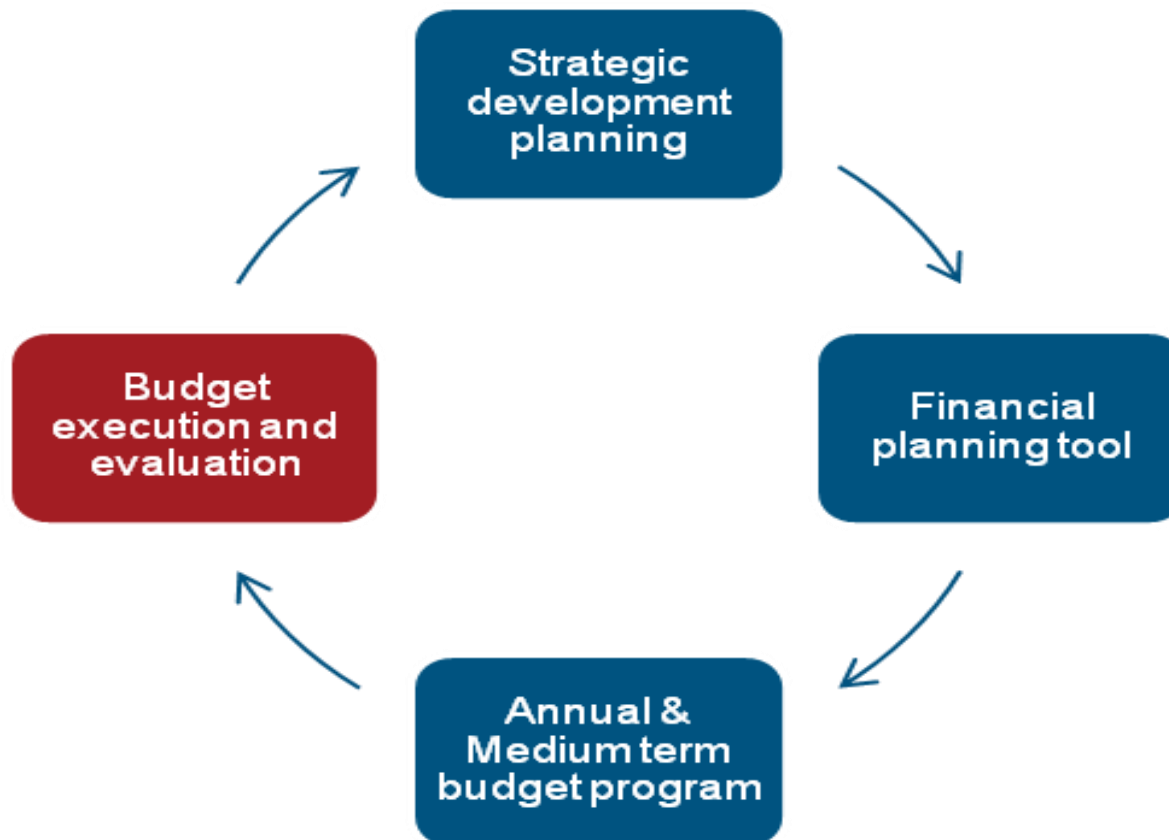 Strategic
development
planning
Financial
planning tool
Annual &
Medium term
budget program
Budget
execution and
evaluation